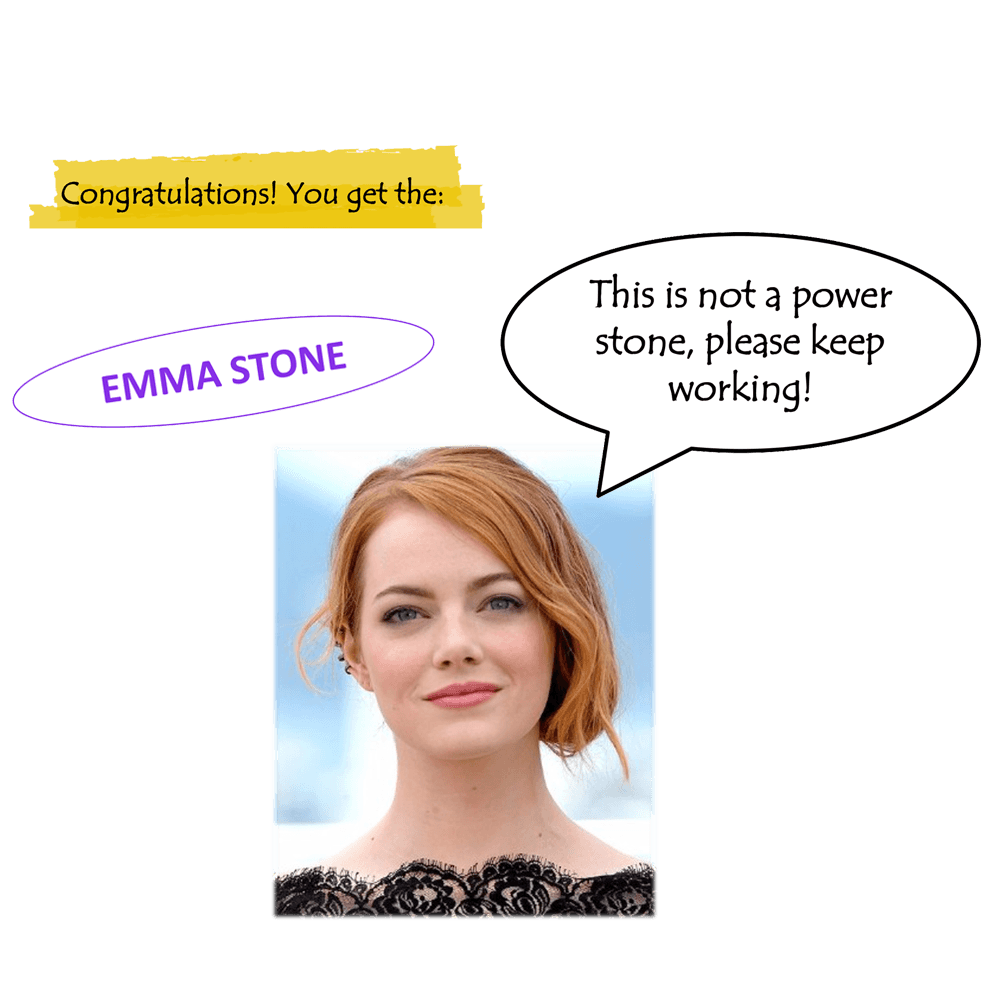 Congratulations! You get the:
EMMA STONE
This is not a power
stone, please keep
working!